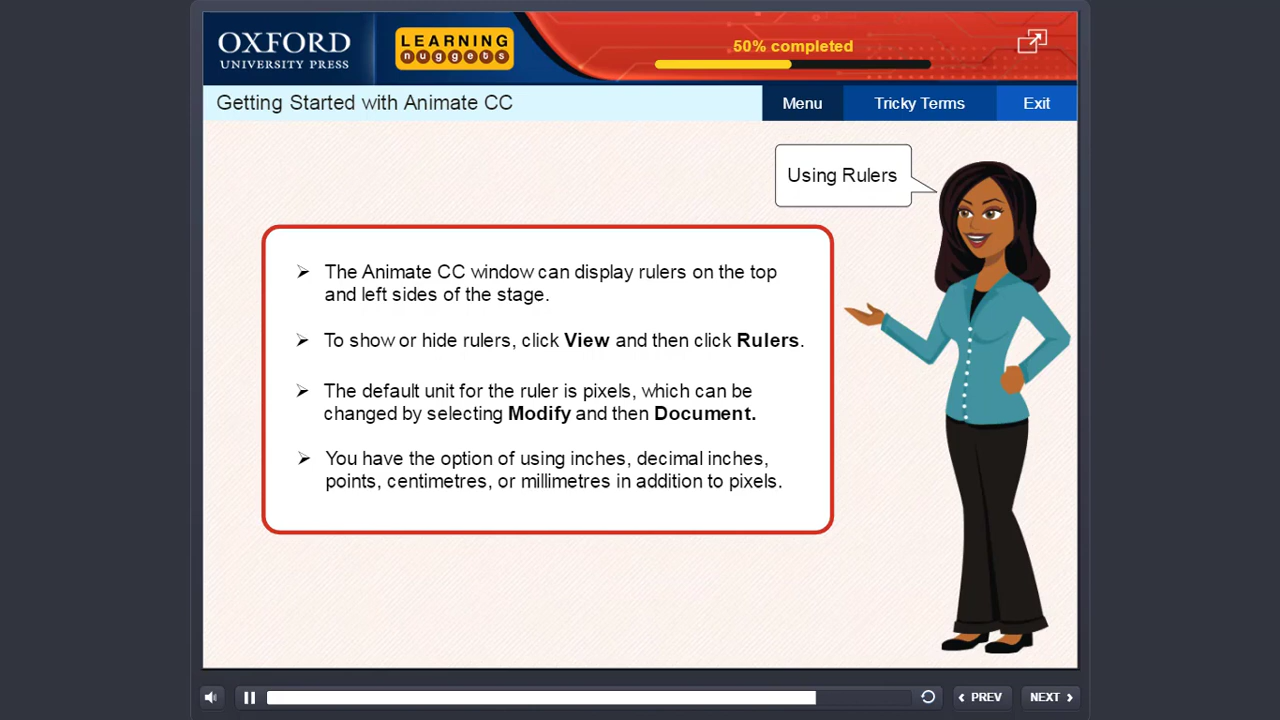 OXFORD
UNIVERSITY PRESS
LEARNING
nuggets
50% completed
Getting Started with Animate CC
Menu
Tricky Terms
Exit
Using Rulers
The Animate CC window can display rulers on the top
and left sides of the stage.
To show or hide rulers, click View and then click Rulers.
The default unit for the ruler is pixels, which can be
changed by selecting Modify and then Document.
You have the option of using inches, decimal inches,
points, centimetres, or millimetres in addition to pixels.
PREV
NEXT